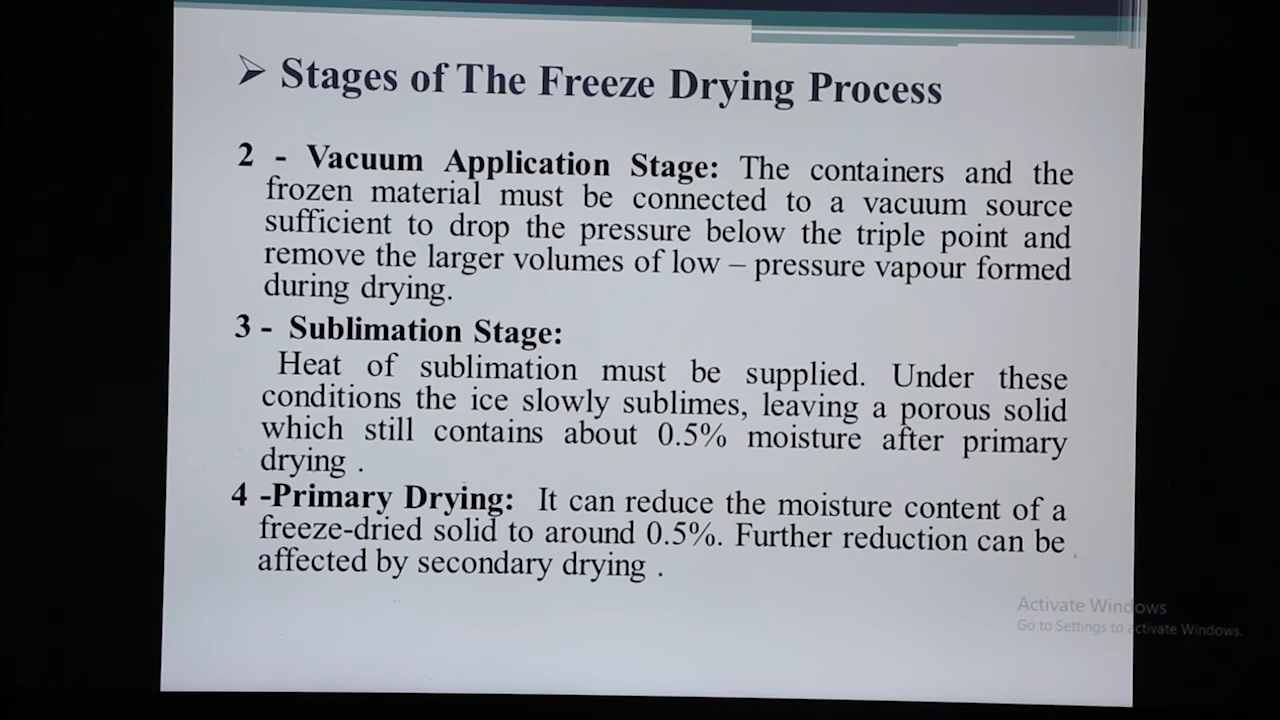 ➢ Stages of The Freeze Drying Process
2 - Vacuum Application Stage: The containers and the
frozen material must be connected to a vacuum source
sufficient to drop the pressure below the triple point and
remove the larger volumes of low – pressure vapour formed
during drying.
3 - Sublimation Stage:
Heat of sublimation must be supplied. Under these
conditions the ice slowly sublimes, leaving a porous solid
which still contains about 0.5% moisture after primary
drying .
4 -Primary Drying: It can reduce the moisture content of a
freeze-dried solid to around 0.5%. Further reduction can be
affected by secondary drying .
Activate Windows
Go to Settings to activate Windows.